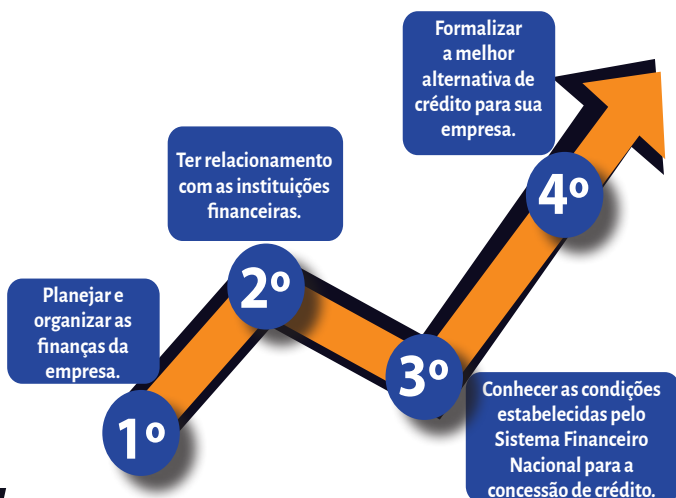 1º
Planejar e
organizar as
finanças da
empresa.
2º
Ter relacionamento
com as instituições
financeiras.
3º
Conhecer as condições
estabelecidas pelo
Sistema Financeiro
Nacional para a
concessão de crédito.
4º
Formalizar
a melhor
alternativa de
crédito para sua
empresa.